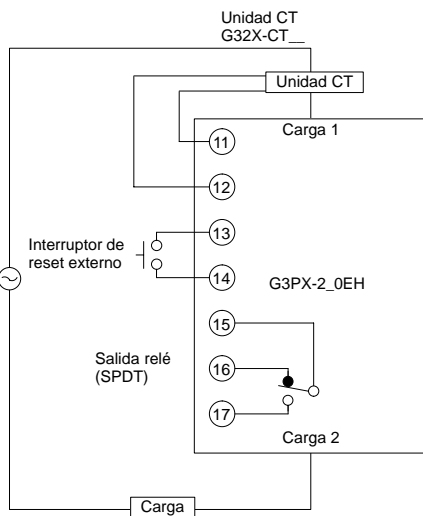 Unidad CT
G32X-CT__
Unidad CT
Carga 1
11
12
13
Interruptor de
reset externo
14
G3PX-2_0EH
15
Salida relé
(SPDT)
16
17
Carga 2
Carga